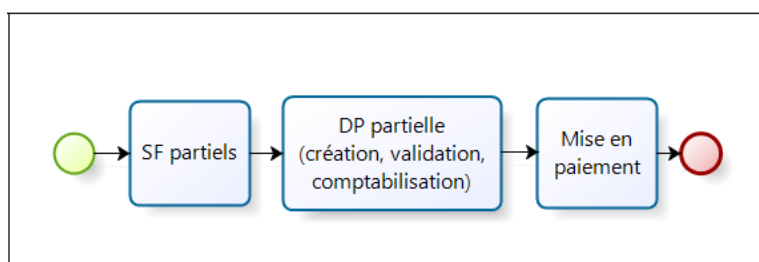 SF partiels
DP partielle
(création, validation,
comptabilisation)
Mise en
paiement